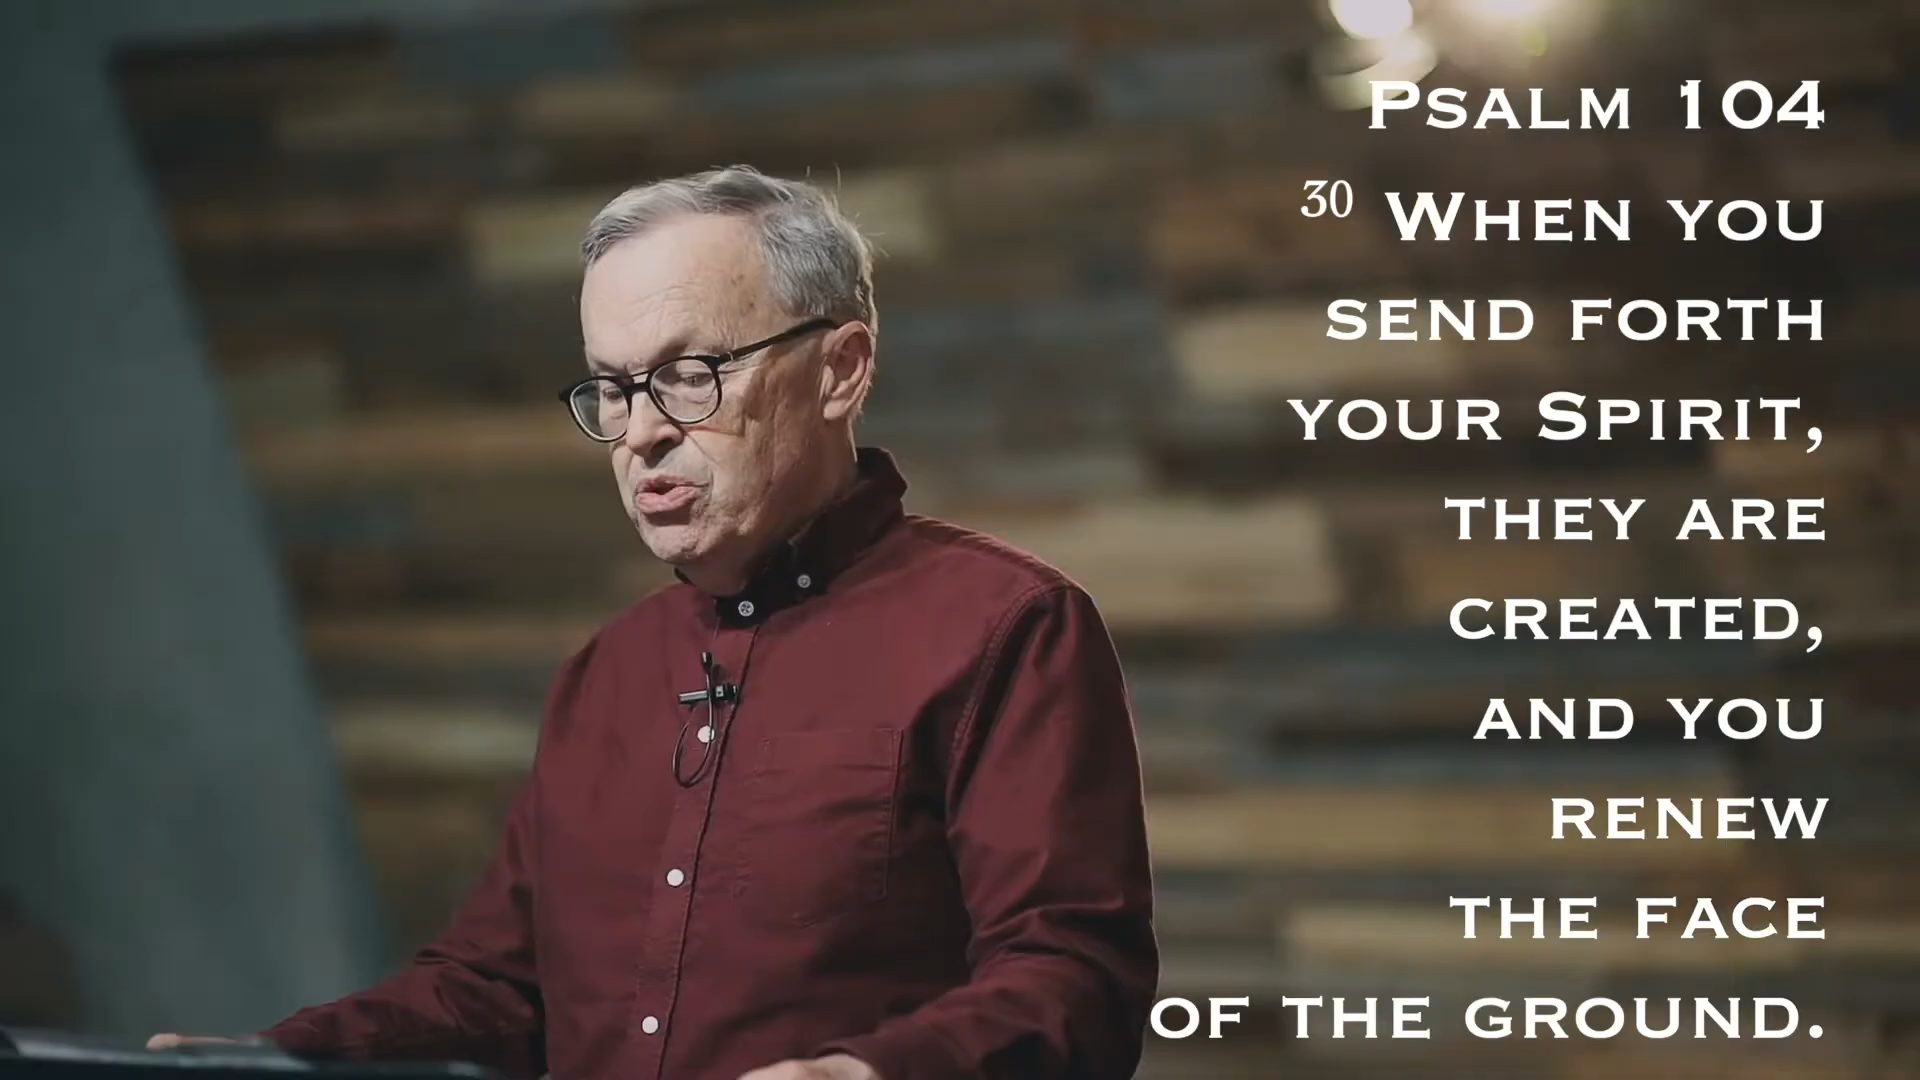 Psalm 104
30 When you
send forth
your Spirit,
they are
created,
and you
renew
the face
of the ground.